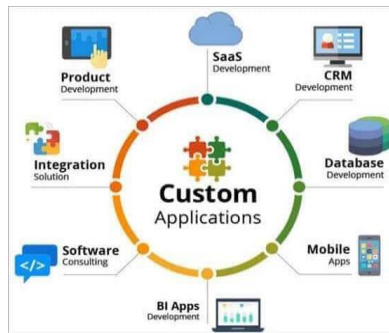 SaaS
Development
Product
Development
CRM
Development
Integration
Solution
Custom
Applications
Database
Development
Software
Consulting
</>
Mobile
Apps
BI Apps
Development